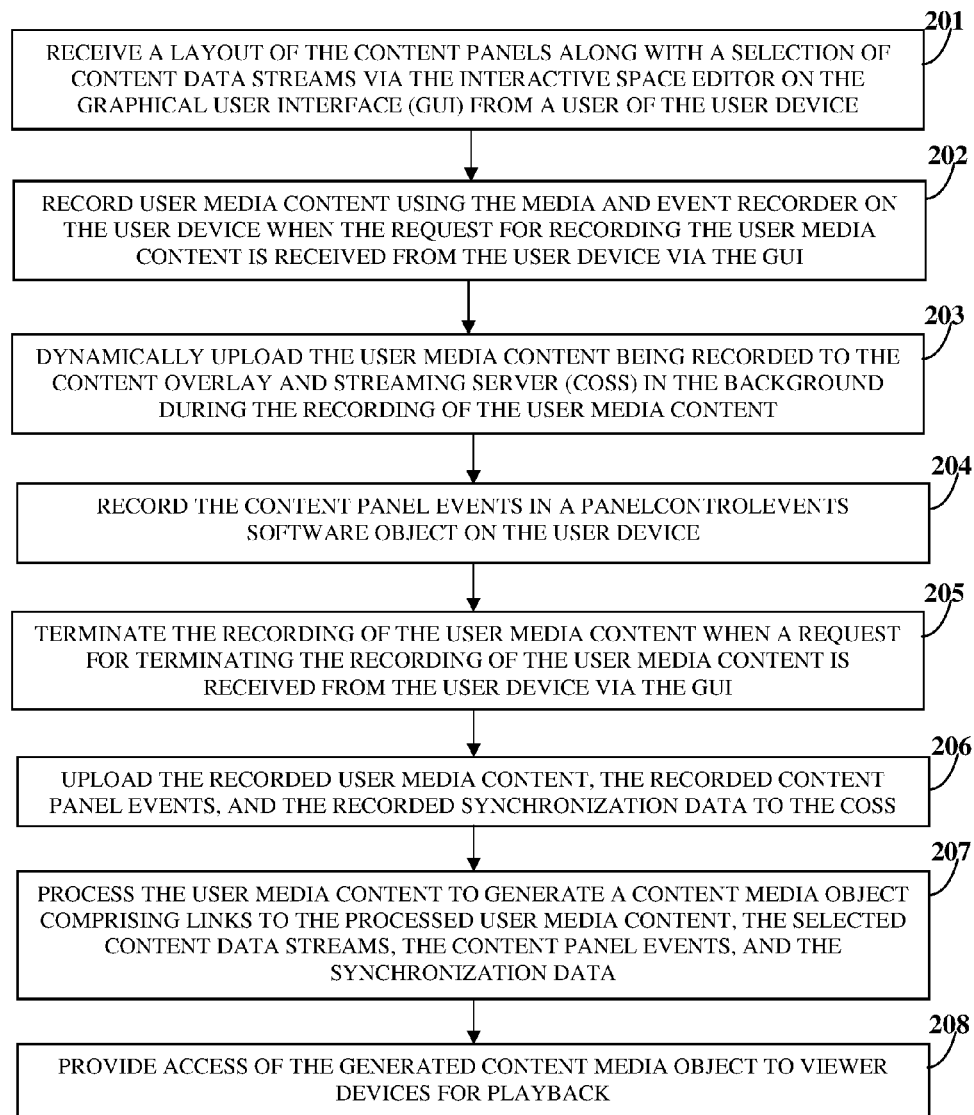 201
RECEIVE A LAYOUT OF THE CONTENT PANELS ALONG WITH A SELECTION OF
CONTENT DATA STREAMS VIA THE INTERACTIVE SPACE EDITOR ON THE
GRAPHICAL USER INTERFACE (GUI) FROM A USER OF THE USER DEVICE
202
RECORD USER MEDIA CONTENT USING THE MEDIA AND EVENT RECORDER ON
THE USER DEVICE WHEN THE REQUEST FOR RECORDING THE USER MEDIA
CONTENT IS RECEIVED FROM THE USER DEVICE VIA THE GUI
203
DYNAMICALLY UPLOAD THE USER MEDIA CONTENT BEING RECORDED TO THE
CONTENT OVERLAY AND STREAMING SERVER (COSS) IN THE BACKGROUND
DURING THE RECORDING OF THE USER MEDIA CONTENT
204
RECORD THE CONTENT PANEL EVENTS IN A PANELCONTROLEVENTS
SOFTWARE OBJECT ON THE USER DEVICE
205
TERMINATE THE RECORDING OF THE USER MEDIA CONTENT WHEN A REQUEST
FOR TERMINATING THE RECORDING OF THE USER MEDIA CONTENT IS
RECEIVED FROM THE USER DEVICE VIA THE GUI
206
UPLOAD THE RECORDED USER MEDIA CONTENT, THE RECORDED CONTENT
PANEL EVENTS, AND THE RECORDED SYNCHRONIZATION DATA TO THE COSS
207
PROCESS THE USER MEDIA CONTENT TO GENERATE A CONTENT MEDIA OBJECT
COMPRISING LINKS TO THE PROCESSED USER MEDIA CONTENT, THE SELECTED
CONTENT DATA STREAMS, THE CONTENT PANEL EVENTS, AND THE
SYNCHRONIZATION DATA
208
PROVIDE ACCESS OF THE GENERATED CONTENT MEDIA OBJECT TO VIEWER
DEVICES FOR PLAYBACK